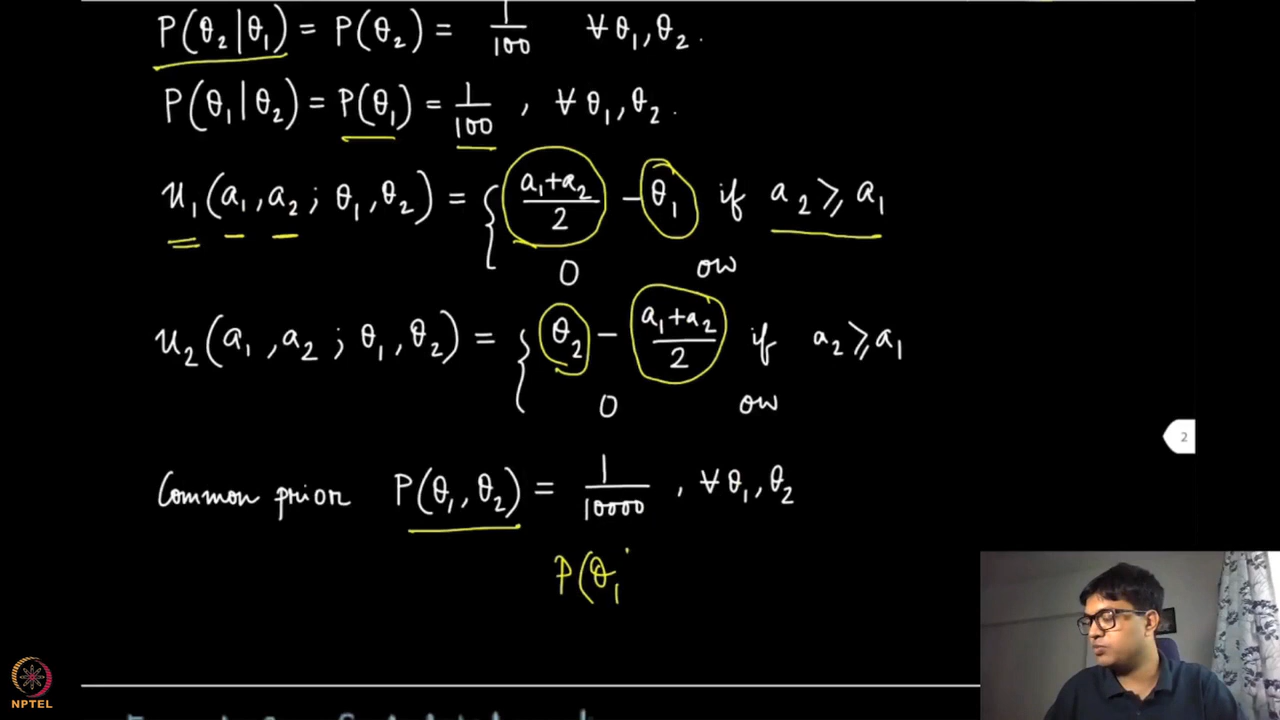 P(θ₂|θ₁) = P(θ₂) = 1/100 ∀ θ₁,θ₂.
P(θ₁|θ₂) = P(θ₁) = 1/100 , ∀ θ₁,θ₂.
u₁(a₁,a₂; θ₁,θ₂) = { (a₁+a₂)/2 − θ₁ if a₂ ⩾ a₁
0 ow
u₂(a₁,a₂; θ₁,θ₂) = { θ₂ − (a₁+a₂)/2 if a₂ ⩾ a₁
0 ow
2
Common prior P(θ₁,θ₂) = 1/10000 , ∀ θ₁,θ₂
P(θ₁
NPTEL